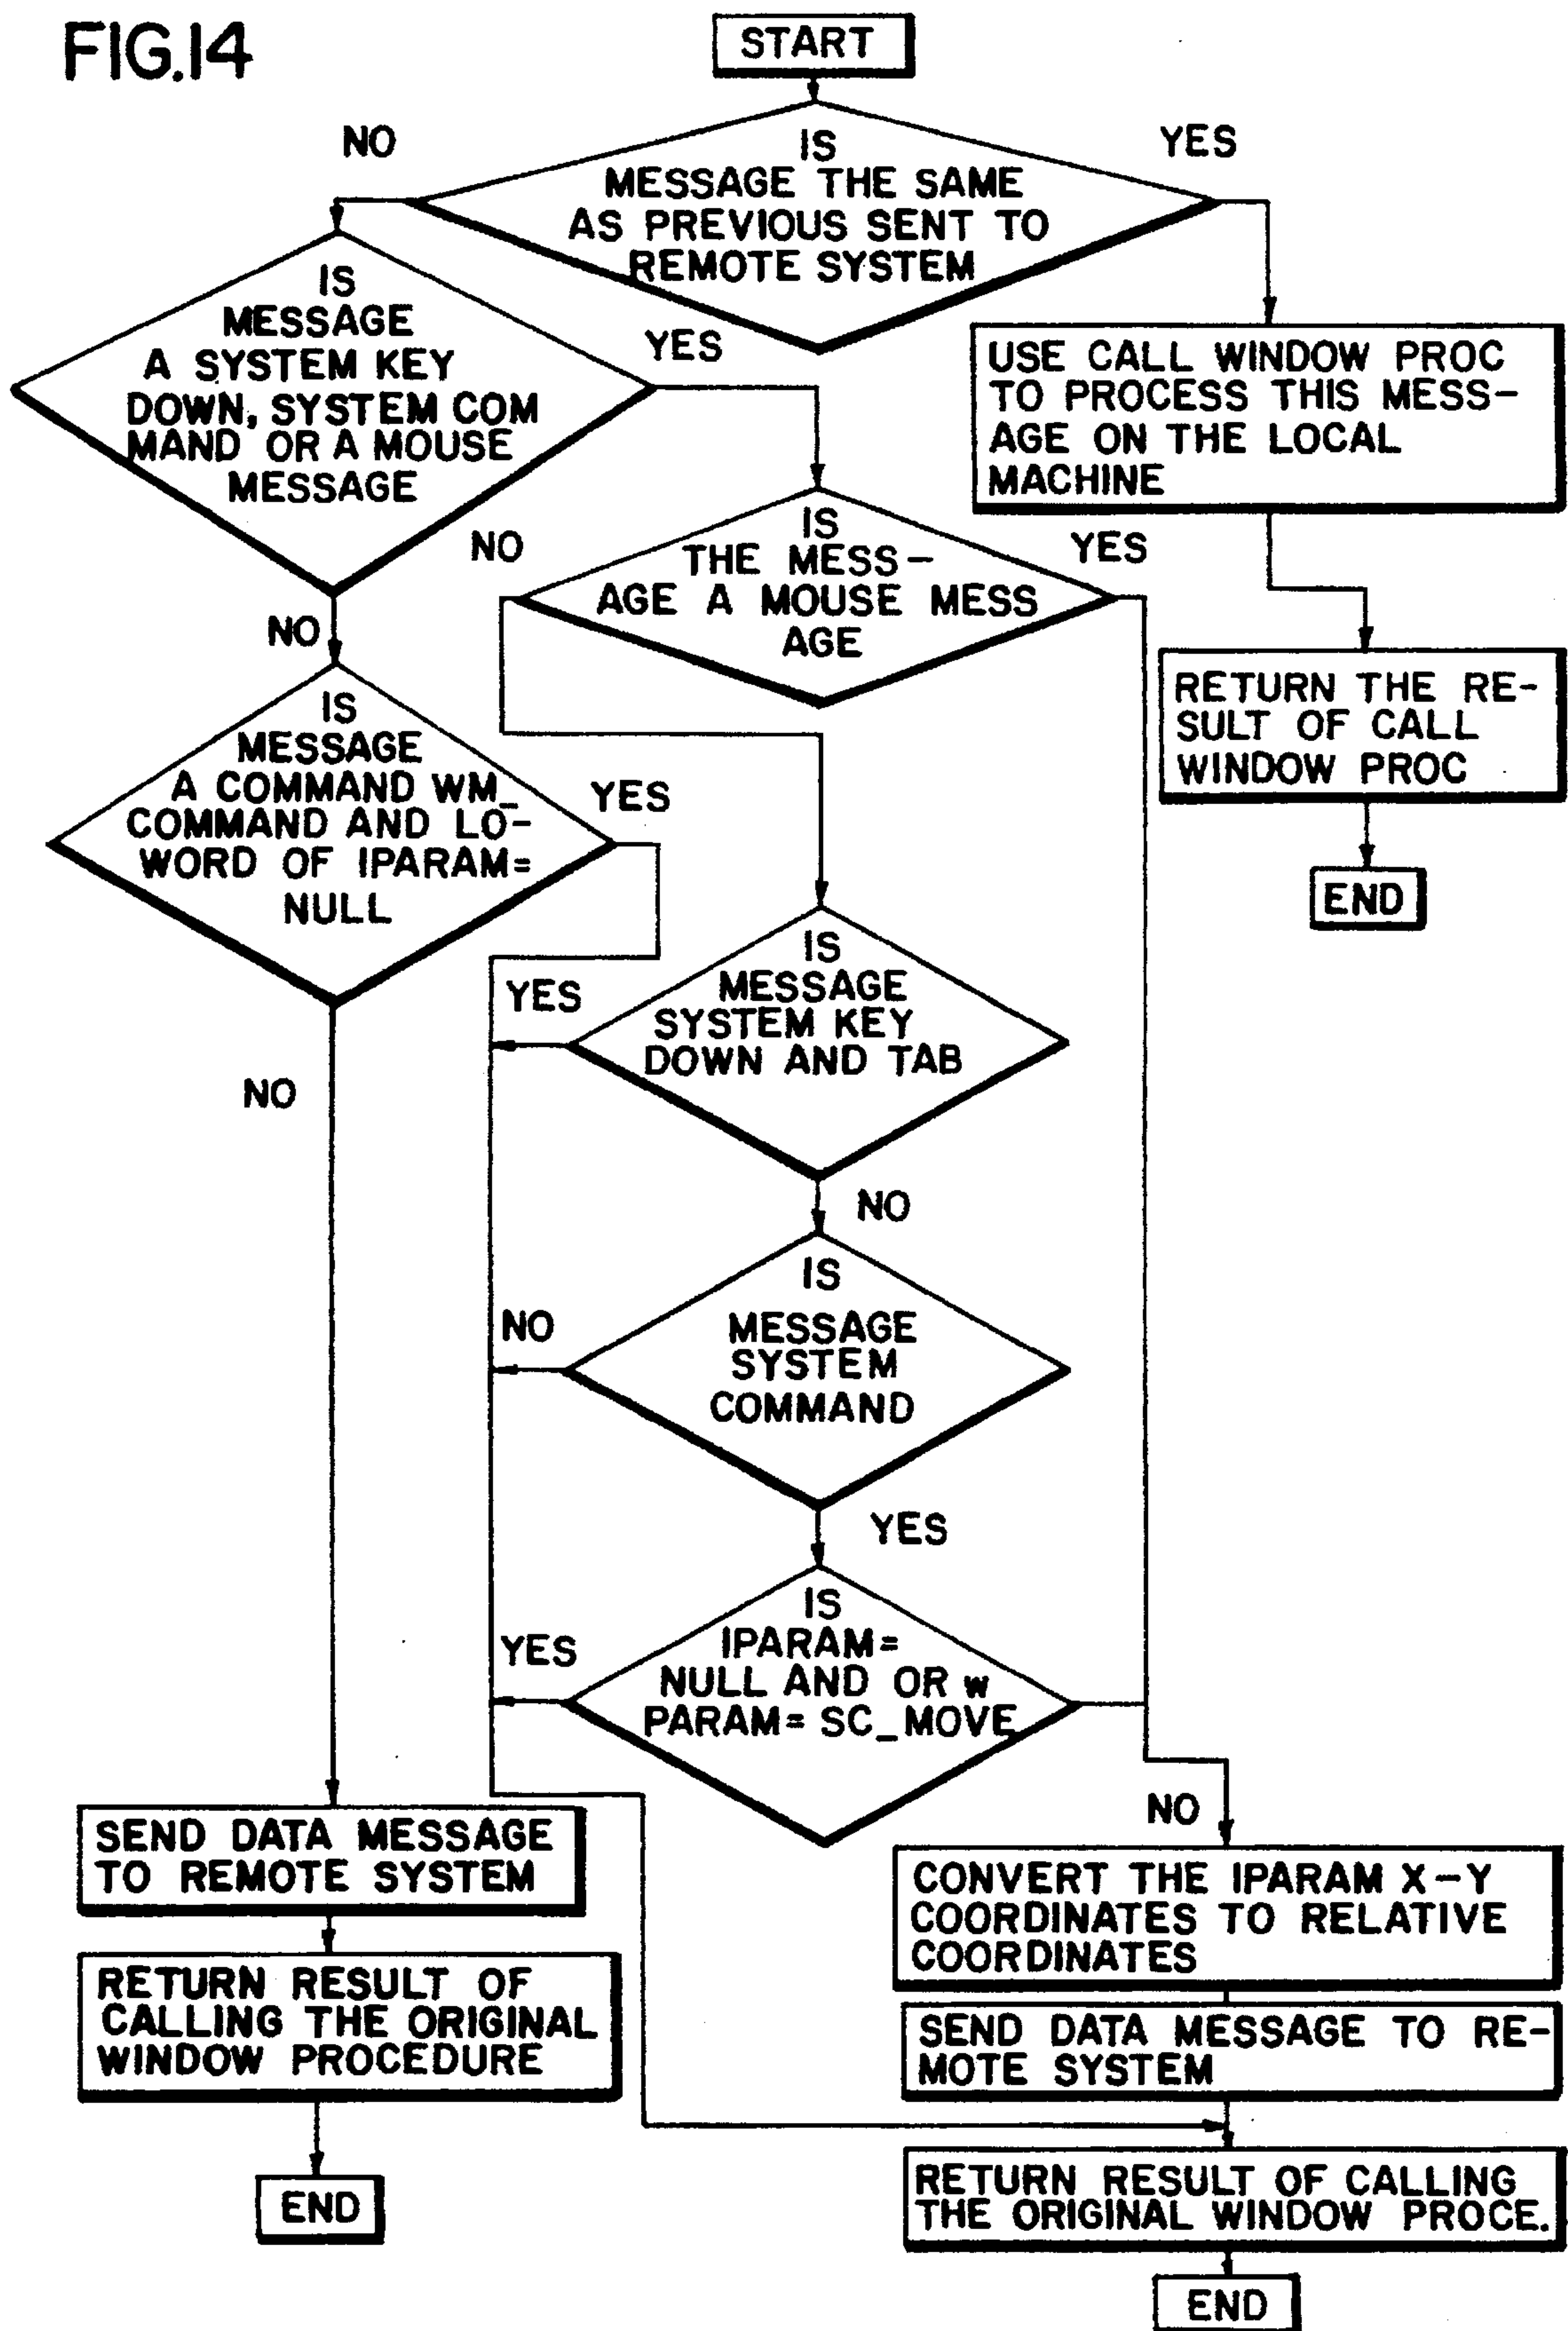 FIG.14
START
NO
YES
IS
MESSAGE THE SAME
AS PREVIOUS SENT TO
REMOTE SYSTEM
IS
MESSAGE
A SYSTEM KEY
DOWN, SYSTEM COM
MAND OR A MOUSE
MESSAGE
YES
USE CALL WINDOW PROC
TO PROCESS THIS MESS-
AGE ON THE LOCAL
MACHINE
NO
IS
THE MESS-
AGE A MOUSE MESS
AGE
YES
NO
RETURN THE RE-
SULT OF CALL
WINDOW PROC
END
IS
MESSAGE
A COMMAND WM_
COMMAND AND LO-
WORD OF IPARAM=
NULL
YES
IS
MESSAGE
SYSTEM KEY
DOWN AND TAB
YES
NO
NO
IS
MESSAGE
SYSTEM
COMMAND
NO
YES
IS
IPARAM=
NULL AND OR w
PARAM= SC_MOVE
YES
NO
SEND DATA MESSAGE
TO REMOTE SYSTEM
RETURN RESULT OF
CALLING THE ORIGINAL
WINDOW PROCEDURE
END
CONVERT THE IPARAM X-Y
COORDINATES TO RELATIVE
COORDINATES
SEND DATA MESSAGE TO RE-
MOTE SYSTEM
RETURN RESULT OF CALLING
THE ORIGINAL WINDOW PROCE.
END